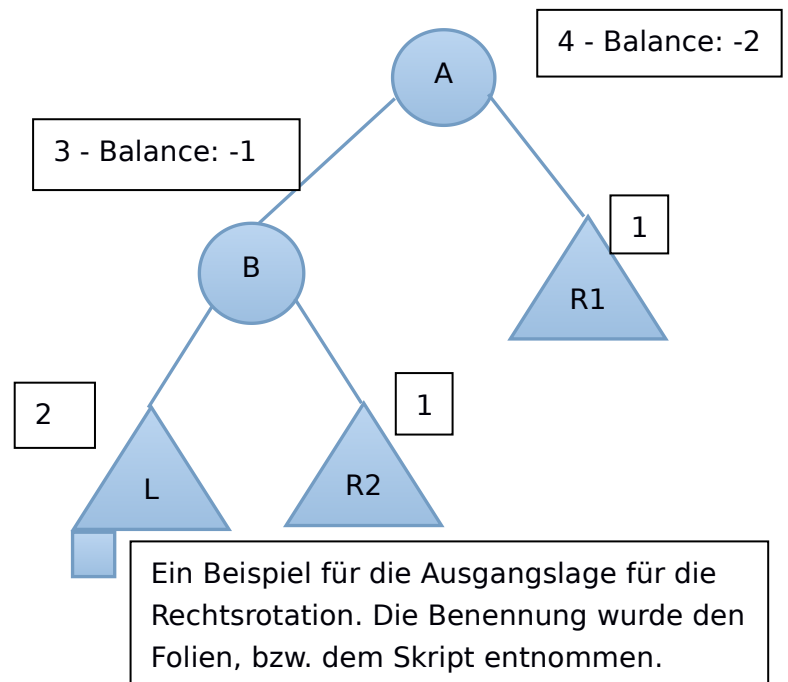 4 - Balance: -2
A
3 - Balance: -1
1
B
R1
2
1
L
R2
Ein Beispiel für die Ausgangslage für die
Rechtsrotation. Die Benennung wurde den
Folien, bzw. dem Skript entnommen.